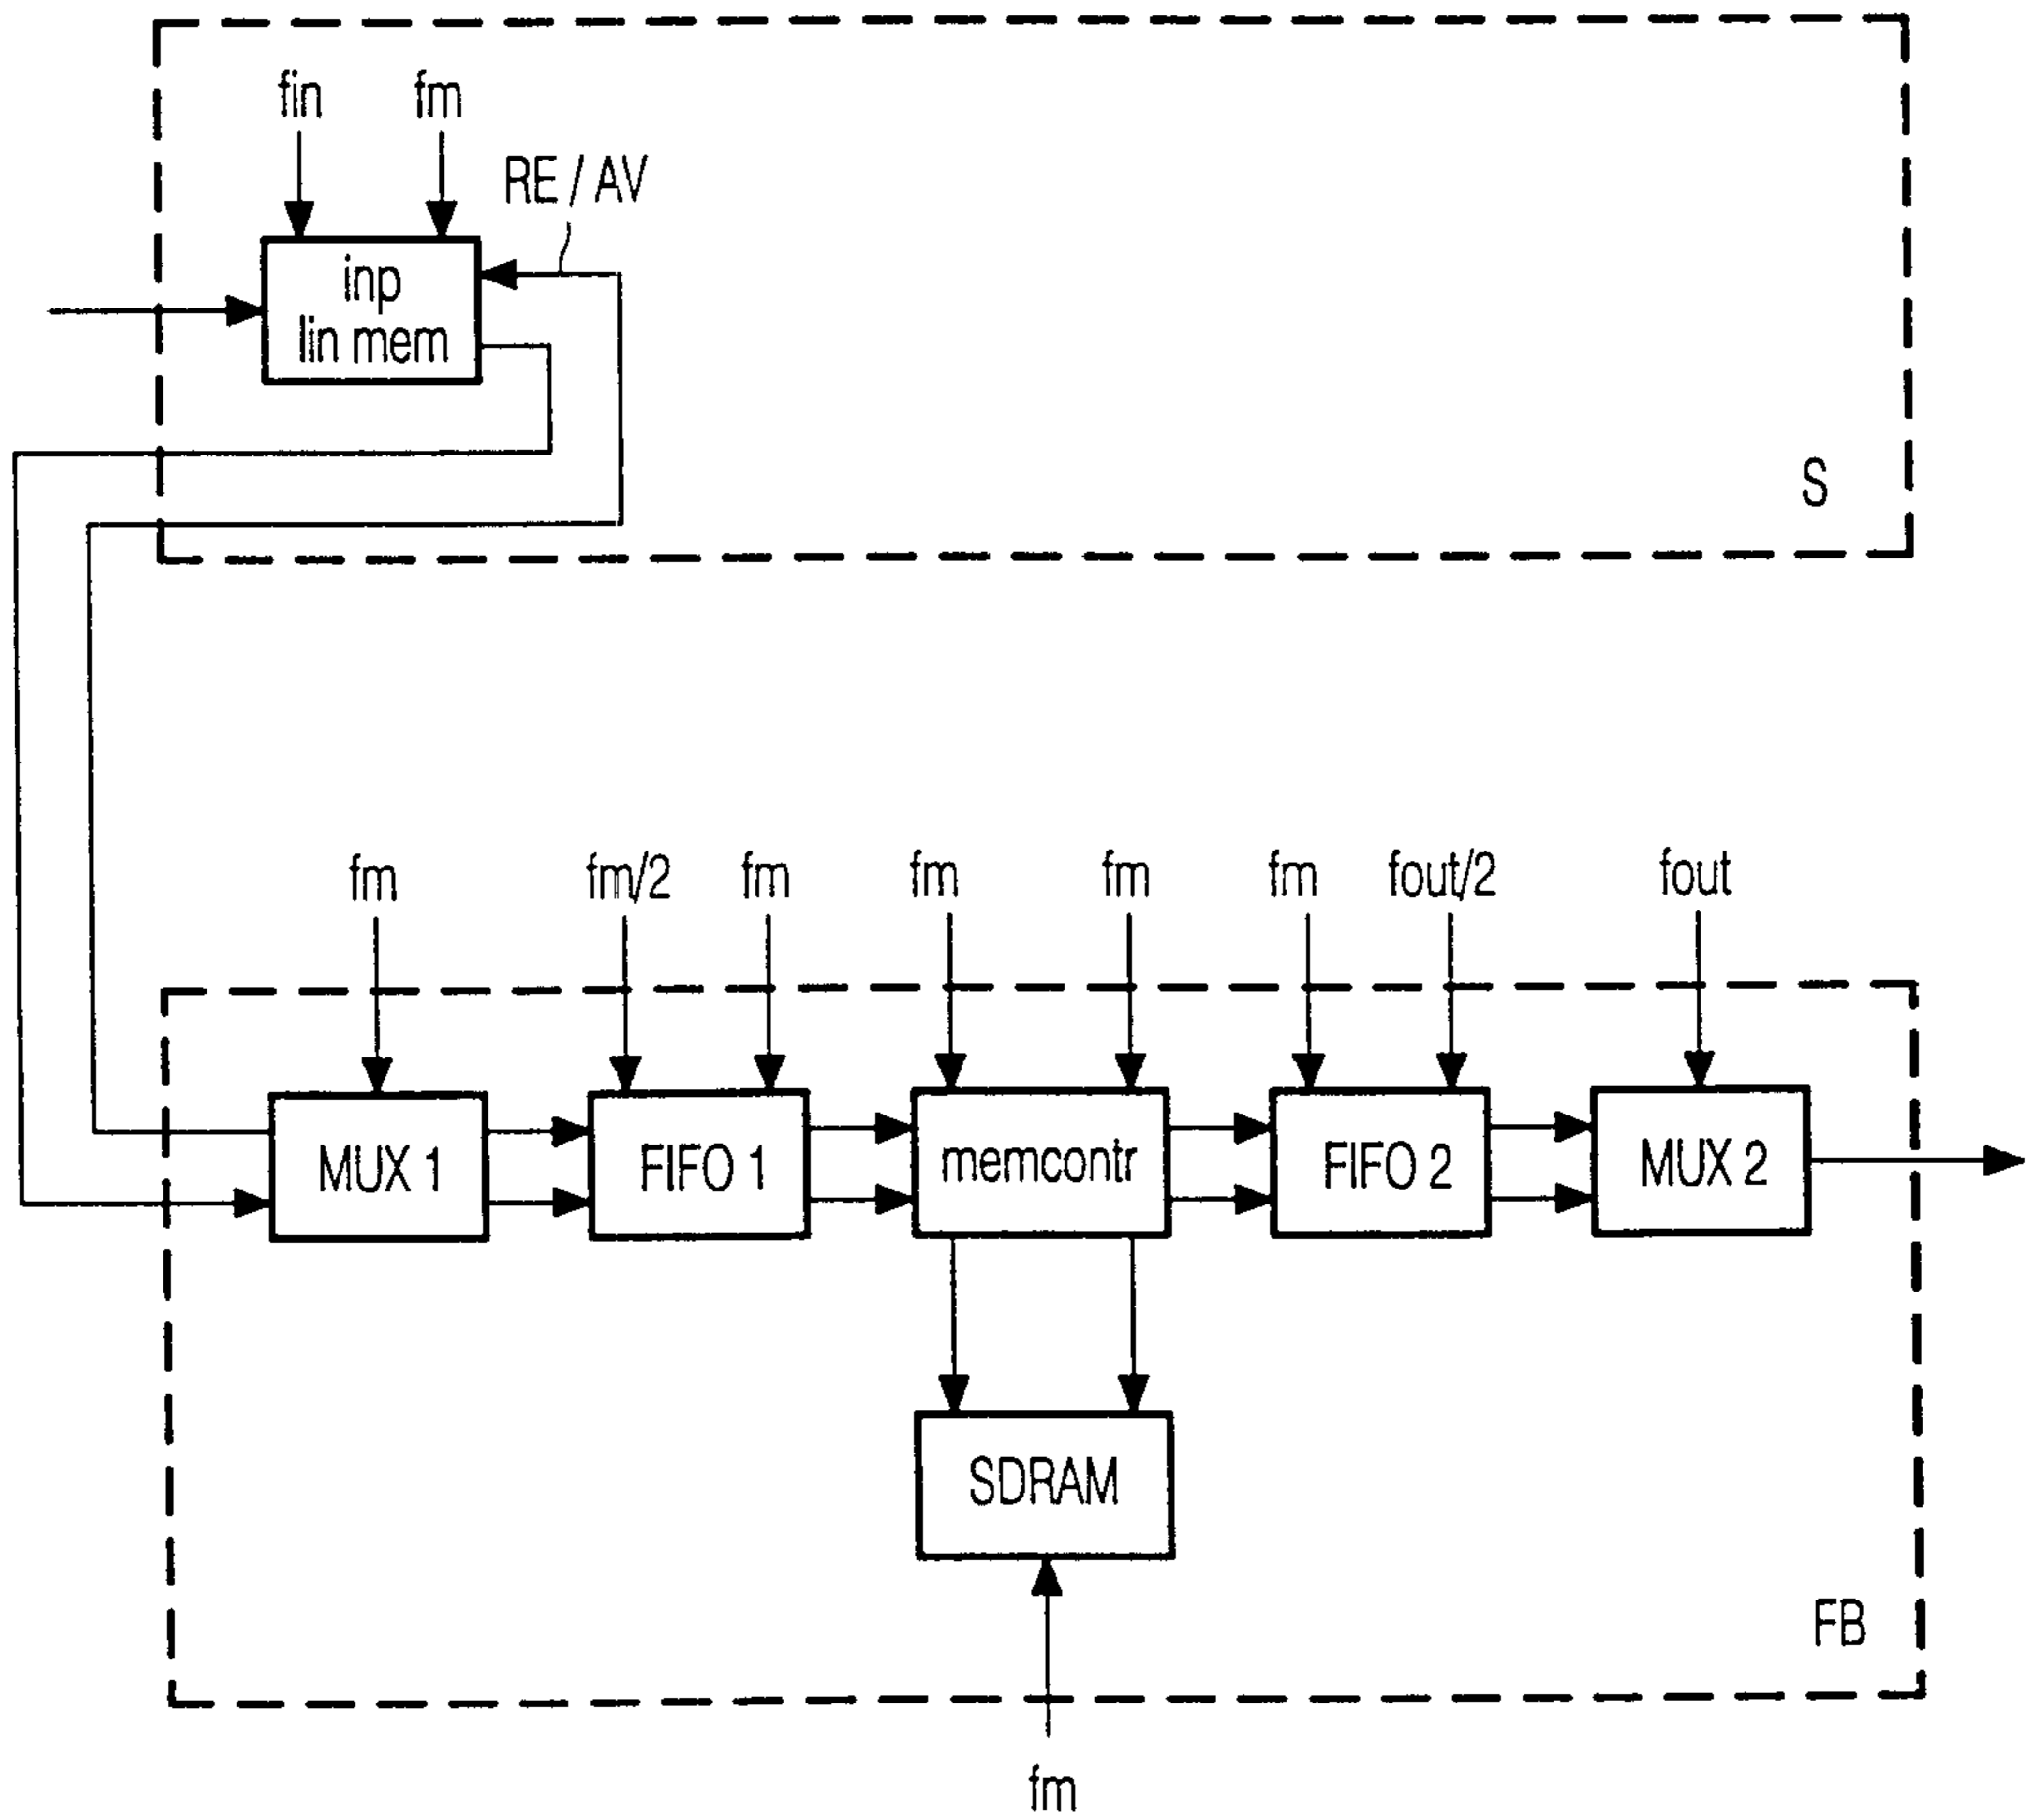 fin fm
RE / AV
inp
lin mem
S
fm fm/2 fm fm fm fm fout/2 fout
MUX 1 FIFO 1 memcontr FIFO 2 MUX 2
SDRAM
FB
fm